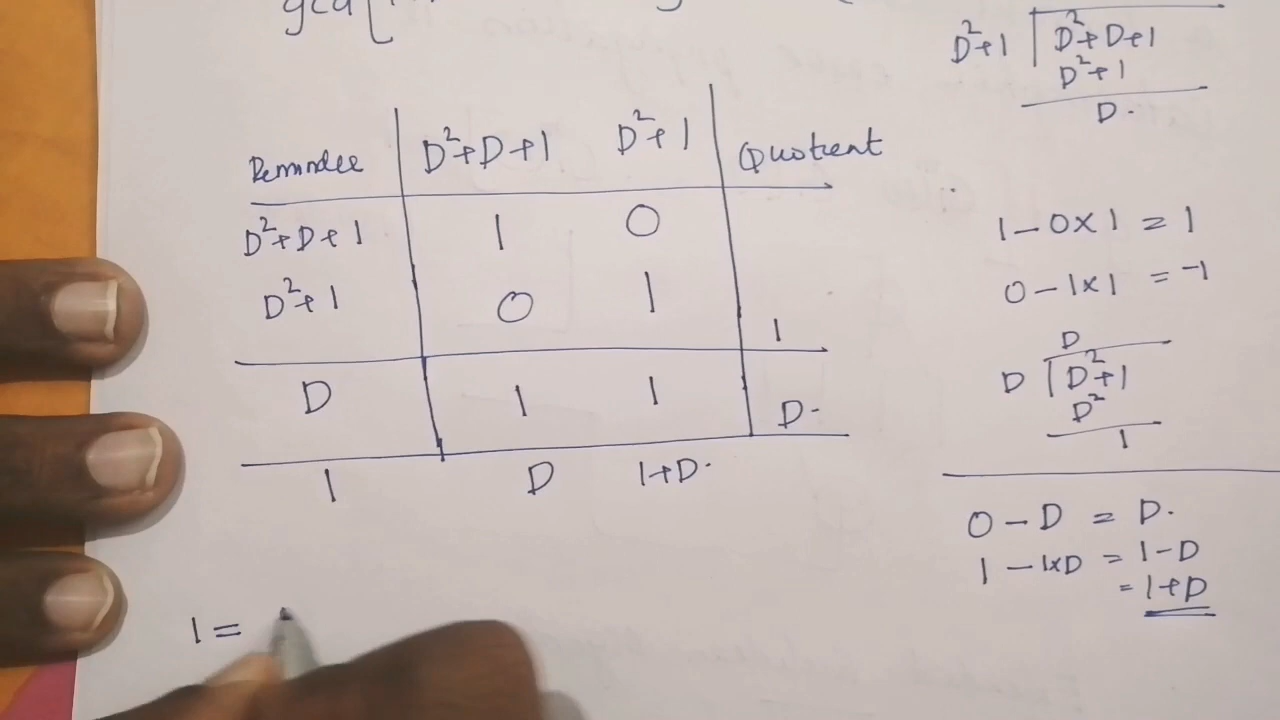 gcd [
Remindee D²+D+1 D²+1 Quotient
D²+D+1 1 0
D²+1 0 1 1
D 1 1 D.
1 D 1+D.
1 =
D²+1 | D²+D+1
D²+1
D.
1 - 0×1 = 1
0 - 1×1 = -1
D
D | D²+1
D²
1
0 - D = D.
1 - 1×D = 1-D
= 1+D